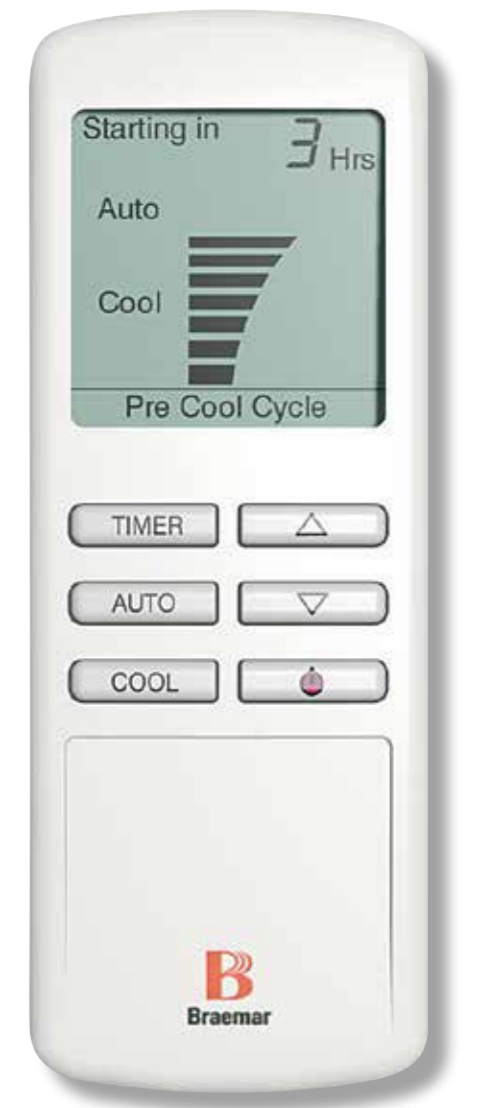 Starting in 3 Hrs
Auto
Cool
Pre Cool Cycle
TIMER
AUTO
COOL
B
Braemar